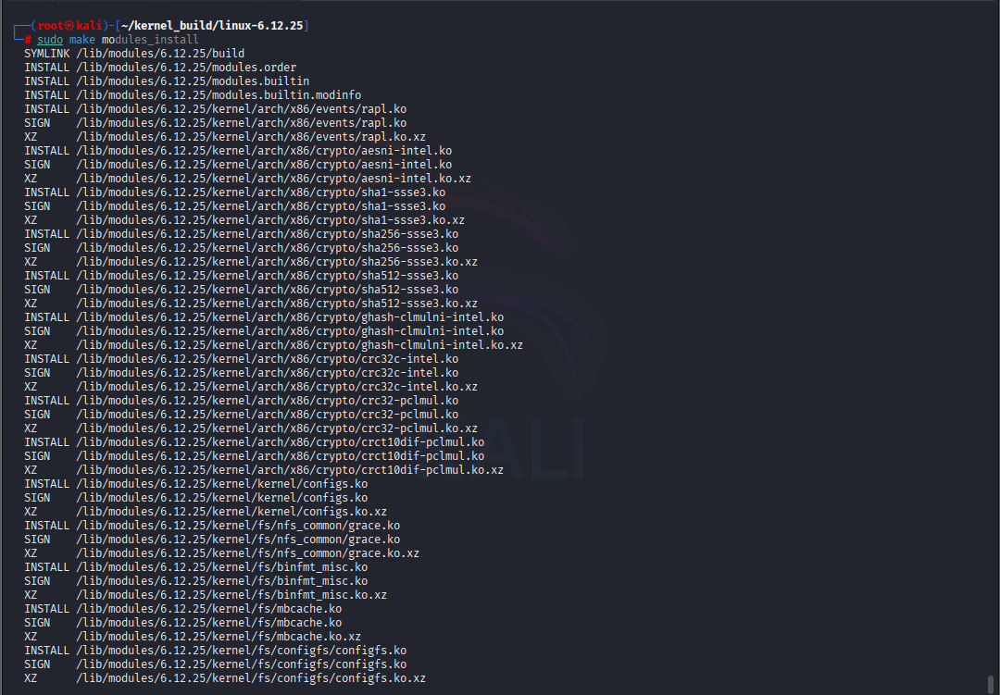 ┌──(root㉿kali)-[~/kernel_build/linux-6.12.25]
└─# sudo make modules_install
SYMLINK /lib/modules/6.12.25/build
INSTALL /lib/modules/6.12.25/modules.order
INSTALL /lib/modules/6.12.25/modules.builtin
INSTALL /lib/modules/6.12.25/modules.builtin.modinfo
INSTALL /lib/modules/6.12.25/kernel/arch/x86/events/rapl.ko
SIGN    /lib/modules/6.12.25/kernel/arch/x86/events/rapl.ko
XZ      /lib/modules/6.12.25/kernel/arch/x86/events/rapl.ko.xz
INSTALL /lib/modules/6.12.25/kernel/arch/x86/crypto/aesni-intel.ko
SIGN    /lib/modules/6.12.25/kernel/arch/x86/crypto/aesni-intel.ko
XZ      /lib/modules/6.12.25/kernel/arch/x86/crypto/aesni-intel.ko.xz
INSTALL /lib/modules/6.12.25/kernel/arch/x86/crypto/sha1-ssse3.ko
SIGN    /lib/modules/6.12.25/kernel/arch/x86/crypto/sha1-ssse3.ko
XZ      /lib/modules/6.12.25/kernel/arch/x86/crypto/sha1-ssse3.ko.xz
INSTALL /lib/modules/6.12.25/kernel/arch/x86/crypto/sha256-ssse3.ko
SIGN    /lib/modules/6.12.25/kernel/arch/x86/crypto/sha256-ssse3.ko
XZ      /lib/modules/6.12.25/kernel/arch/x86/crypto/sha256-ssse3.ko.xz
INSTALL /lib/modules/6.12.25/kernel/arch/x86/crypto/sha512-ssse3.ko
SIGN    /lib/modules/6.12.25/kernel/arch/x86/crypto/sha512-ssse3.ko
XZ      /lib/modules/6.12.25/kernel/arch/x86/crypto/sha512-ssse3.ko.xz
INSTALL /lib/modules/6.12.25/kernel/arch/x86/crypto/ghash-clmulni-intel.ko
SIGN    /lib/modules/6.12.25/kernel/arch/x86/crypto/ghash-clmulni-intel.ko
XZ      /lib/modules/6.12.25/kernel/arch/x86/crypto/ghash-clmulni-intel.ko.xz
INSTALL /lib/modules/6.12.25/kernel/arch/x86/crypto/crc32c-intel.ko
SIGN    /lib/modules/6.12.25/kernel/arch/x86/crypto/crc32c-intel.ko
XZ      /lib/modules/6.12.25/kernel/arch/x86/crypto/crc32c-intel.ko.xz
INSTALL /lib/modules/6.12.25/kernel/arch/x86/crypto/crc32-pclmul.ko
SIGN    /lib/modules/6.12.25/kernel/arch/x86/crypto/crc32-pclmul.ko
XZ      /lib/modules/6.12.25/kernel/arch/x86/crypto/crc32-pclmul.ko.xz
INSTALL /lib/modules/6.12.25/kernel/arch/x86/crypto/crct10dif-pclmul.ko
SIGN    /lib/modules/6.12.25/kernel/arch/x86/crypto/crct10dif-pclmul.ko
XZ      /lib/modules/6.12.25/kernel/arch/x86/crypto/crct10dif-pclmul.ko.xz
INSTALL /lib/modules/6.12.25/kernel/kernel/configs.ko
SIGN    /lib/modules/6.12.25/kernel/kernel/configs.ko
XZ      /lib/modules/6.12.25/kernel/kernel/configs.ko.xz
INSTALL /lib/modules/6.12.25/kernel/fs/nfs_common/grace.ko
SIGN    /lib/modules/6.12.25/kernel/fs/nfs_common/grace.ko
XZ      /lib/modules/6.12.25/kernel/fs/nfs_common/grace.ko.xz
INSTALL /lib/modules/6.12.25/kernel/fs/binfmt_misc.ko
SIGN    /lib/modules/6.12.25/kernel/fs/binfmt_misc.ko
XZ      /lib/modules/6.12.25/kernel/fs/binfmt_misc.ko.xz
INSTALL /lib/modules/6.12.25/kernel/fs/mbcache.ko
SIGN    /lib/modules/6.12.25/kernel/fs/mbcache.ko
XZ      /lib/modules/6.12.25/kernel/fs/mbcache.ko.xz
INSTALL /lib/modules/6.12.25/kernel/fs/configfs/configfs.ko
SIGN    /lib/modules/6.12.25/kernel/fs/configfs/configfs.ko
XZ      /lib/modules/6.12.25/kernel/fs/configfs/configfs.ko.xz